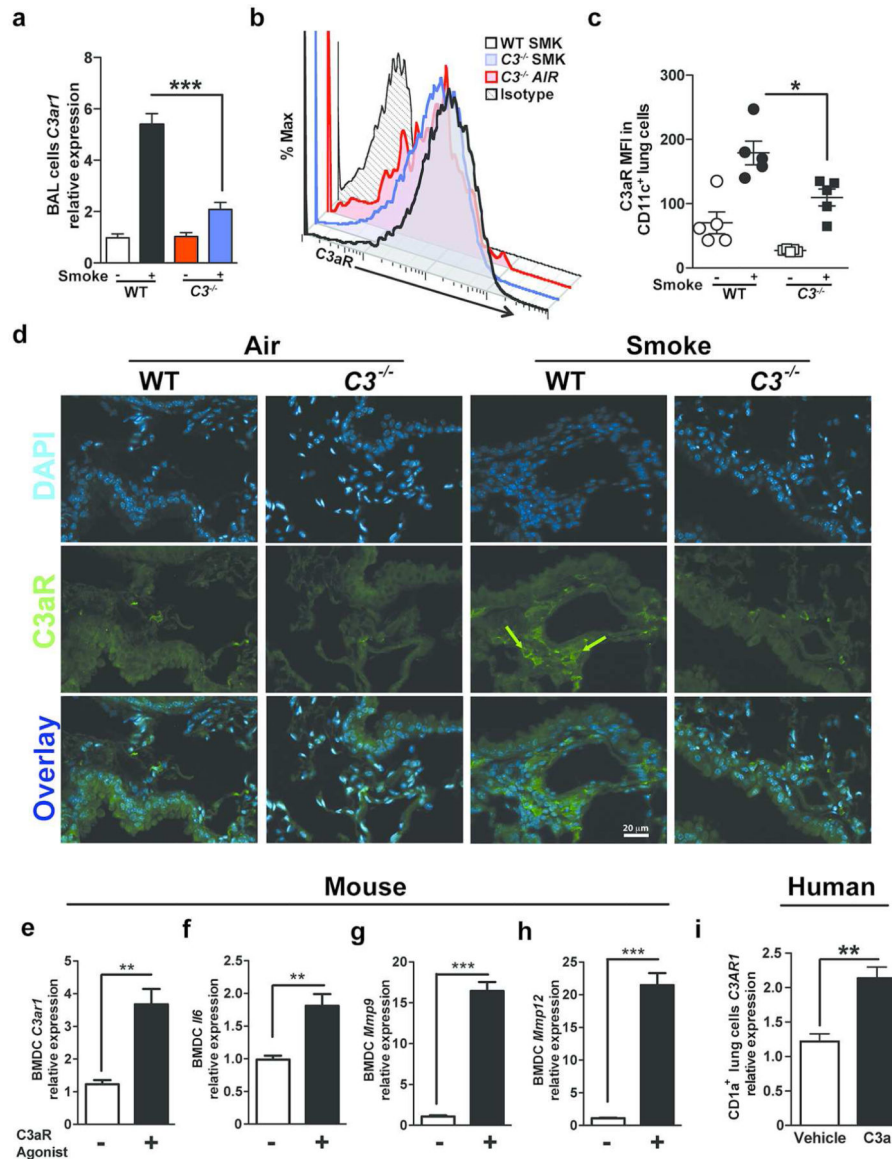 a
BAL cells C3ar1
relative expression
8
6
4
2
0
***
Smoke - + - +
WT C3-/-
b
% Max
C3aR
WT SMK
C3-/- SMK
C3-/- AIR
Isotype
c
C3aR MFI in
CD11c+ lung cells
300
200
100
0
*
Smoke - + - +
WT C3-/-
d
Air Smoke
WT C3-/- WT C3-/-
DAPI
C3aR
Overlay
20 μm
Mouse Human
e
BMDC C3ar1
relative expression
5
4
3
2
1
0
**
C3aR
Agonist
- +
f
BMDC Il6
relative expression
2.5
2.0
1.5
1.0
0.5
0.0
**
- +
g
BMDC Mmp9
relative expression
20
15
10
5
0
***
- +
h
BMDC Mmp12
relative expression
25
20
15
10
5
0
***
- +
i
CD1a+ lung cells C3AR1
relative expression
2.5
2.0
1.5
1.0
0.5
0.0
**
Vehicle C3a